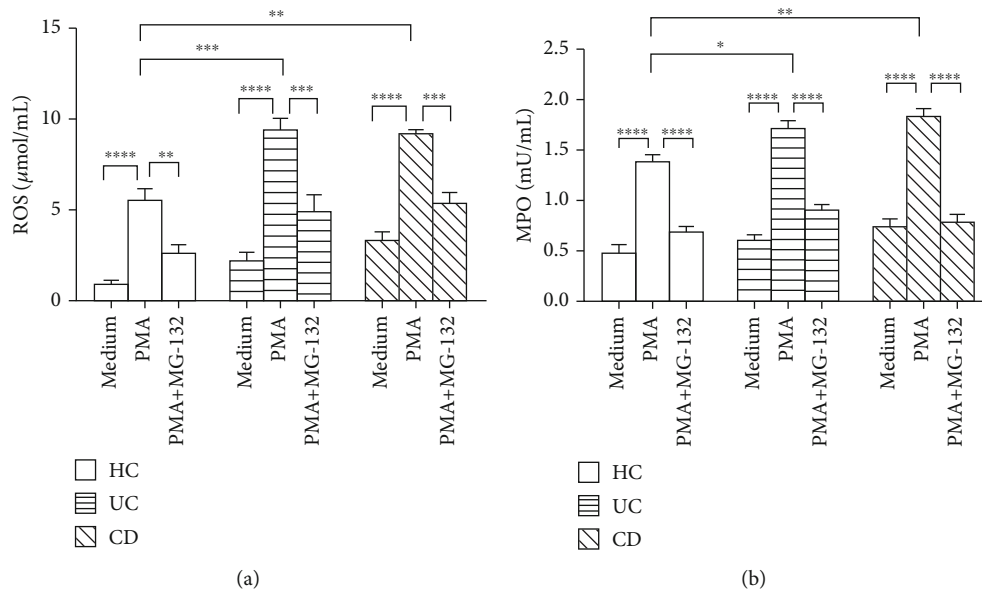 **
***
**** ***
**** ***
**** **
15
10
5
0
ROS (µmol/mL)
Medium
PMA
PMA+MG-132
Medium
PMA
PMA+MG-132
Medium
PMA
PMA+MG-132
HC
UC
CD
(a)
**
*
**** ****
**** ****
**** ****
2.5
2.0
1.5
1.0
0.5
0.0
MPO (mU/mL)
Medium
PMA
PMA+MG-132
Medium
PMA
PMA+MG-132
Medium
PMA
PMA+MG-132
HC
UC
CD
(b)